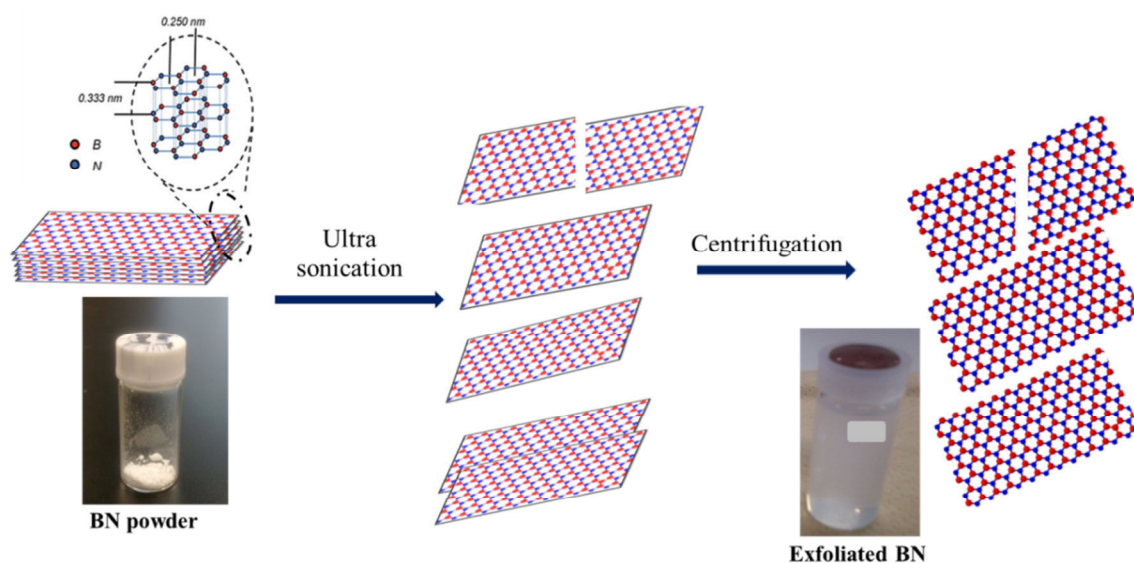 0.250 nm
0.333 nm
B
N
Ultra
sonication
Centrifugation
BN powder
Exfoliated BN